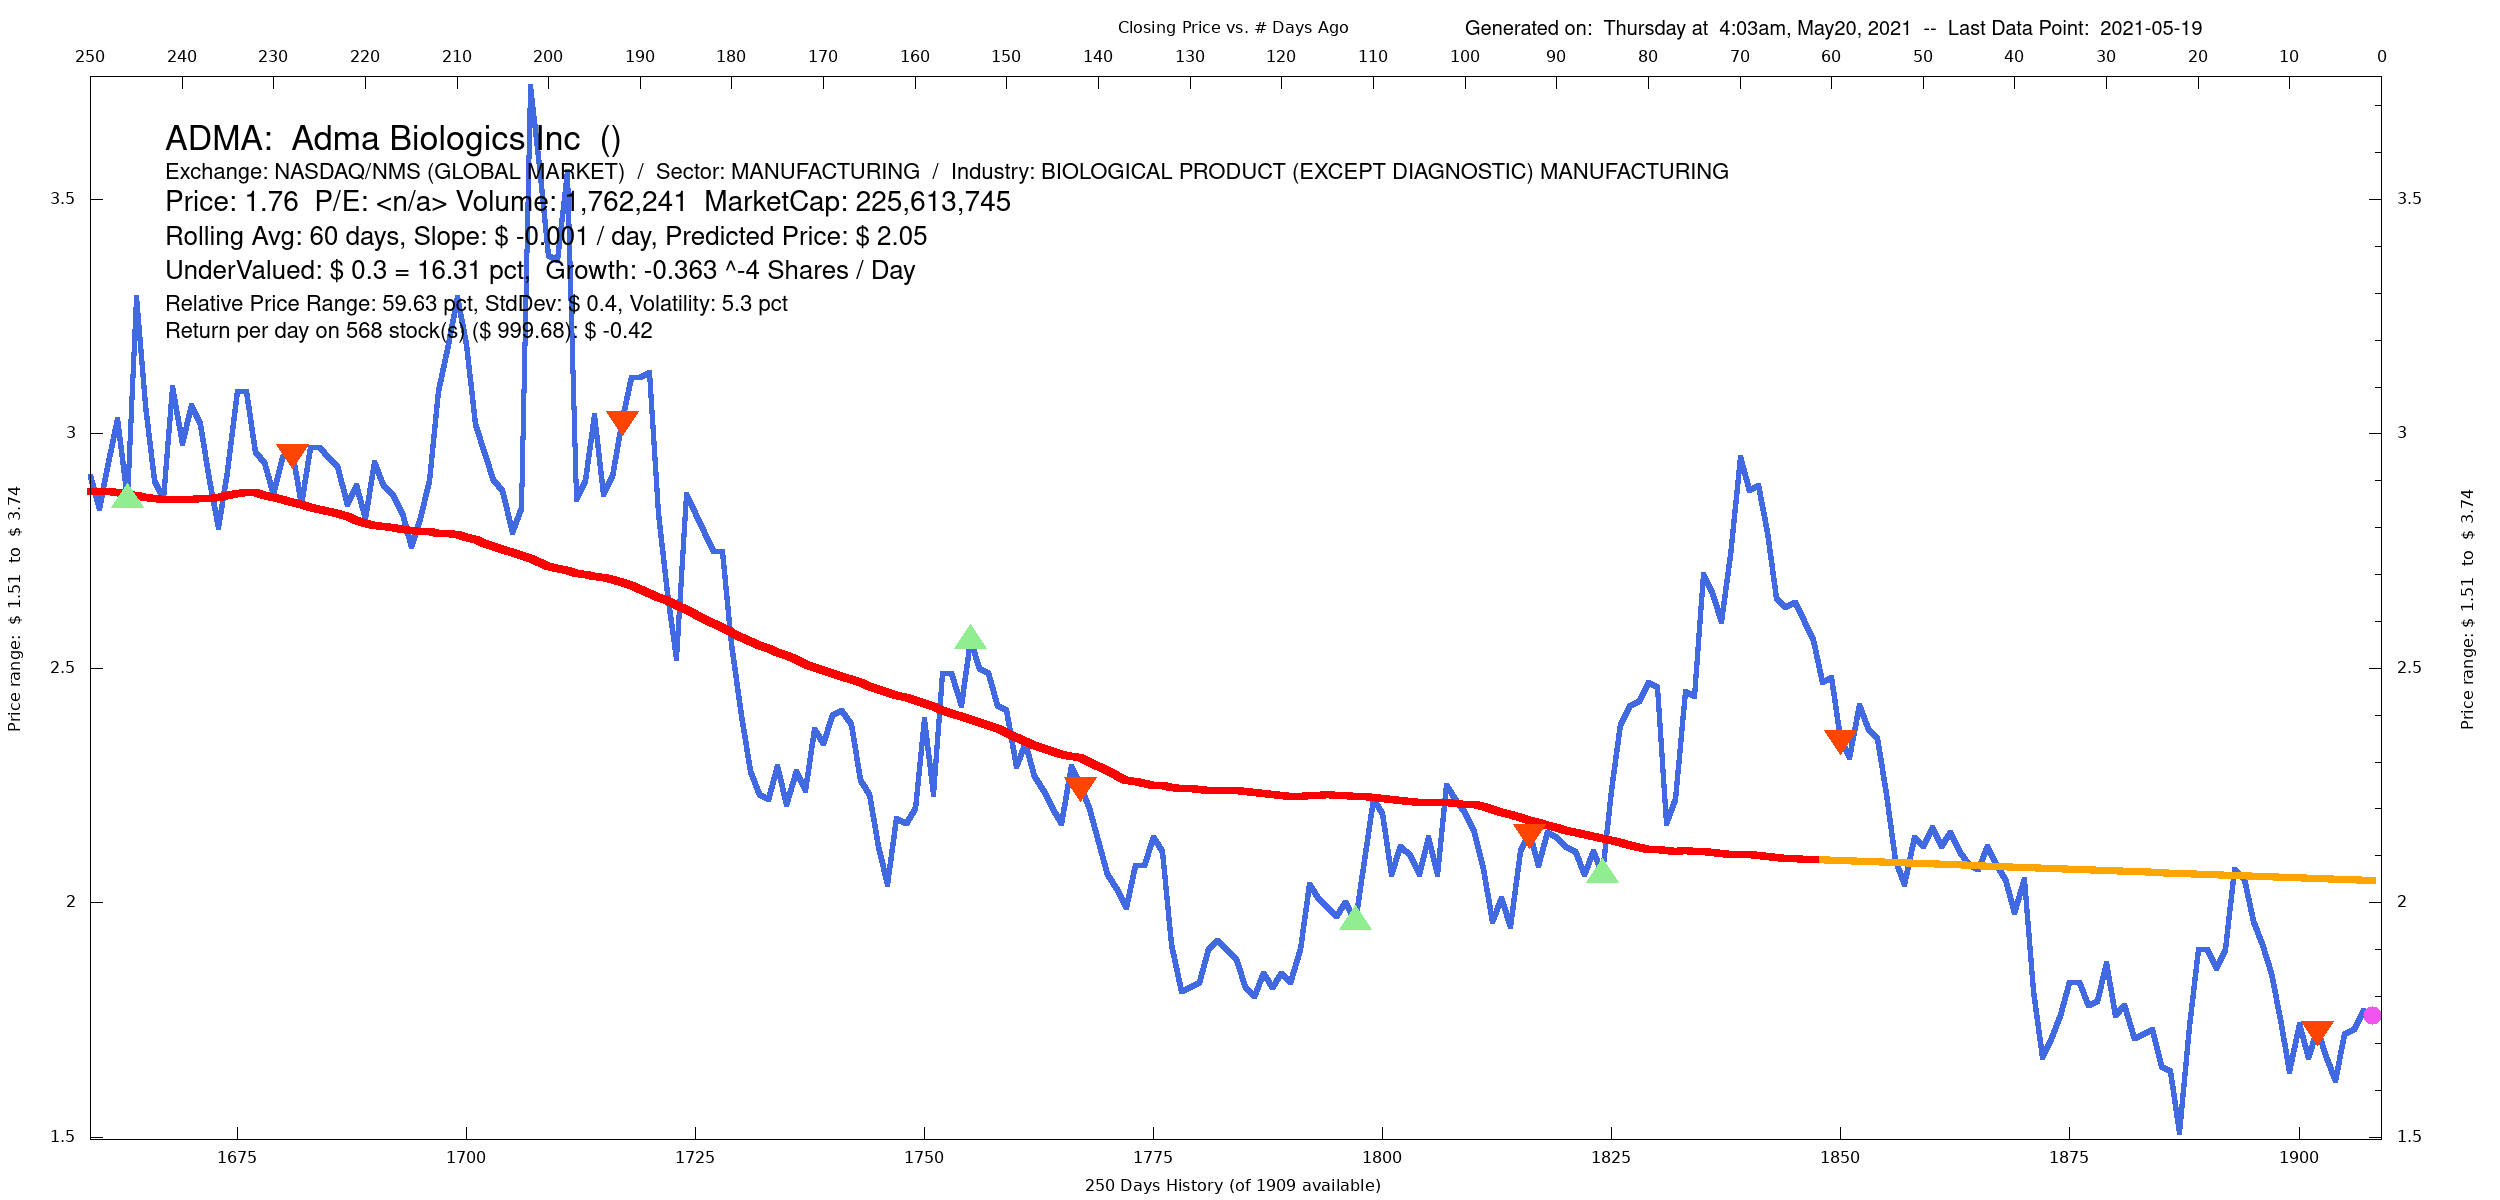 Closing Price vs. # Days Ago
Generated on:  Thursday at  4:03am, May20, 2021  --  Last Data Point:  2021-05-19
250 240 230 220 210 200 192 180 170 160 150 140 130 120 110 100 90 80 70 60 50 40 30 20 10 0
ADMA:  Adma Biologics Inc  ()
Exchange: NASDAQ/NMS (GLOBAL MARKET)  /  Sector: MANUFACTURING  /  Industry: BIOLOGICAL PRODUCT (EXCEPT DIAGNOSTIC) MANUFACTURING
Price: 1.76  P/E: <n/a> Volume: 1,762,241  MarketCap: 225,613,745
Rolling Avg: 60 days, Slope: $ -0.001 / day, Predicted Price: $ 2.05
UnderValued: $ 0.3 = 16.31 pct,  Growth: -0.363 ^-4 Shares / Day
Relative Price Range: 59.63 pct, StdDev: $ 0.4, Volatility: 5.3 pct
Return per day on 568 stock(s) ($ 999.68): $ -0.42
3.5 3.5
3 3
2.5 2.5
2 2
1.5 1.5
Price range:  $ 1.51  to  $ 3.74
Price range: $ 1.51  to  $ 3.74
1675 1700 1725 1750 1775 1800 1825 1850 1875 1900
250 Days History (of 1909 available)